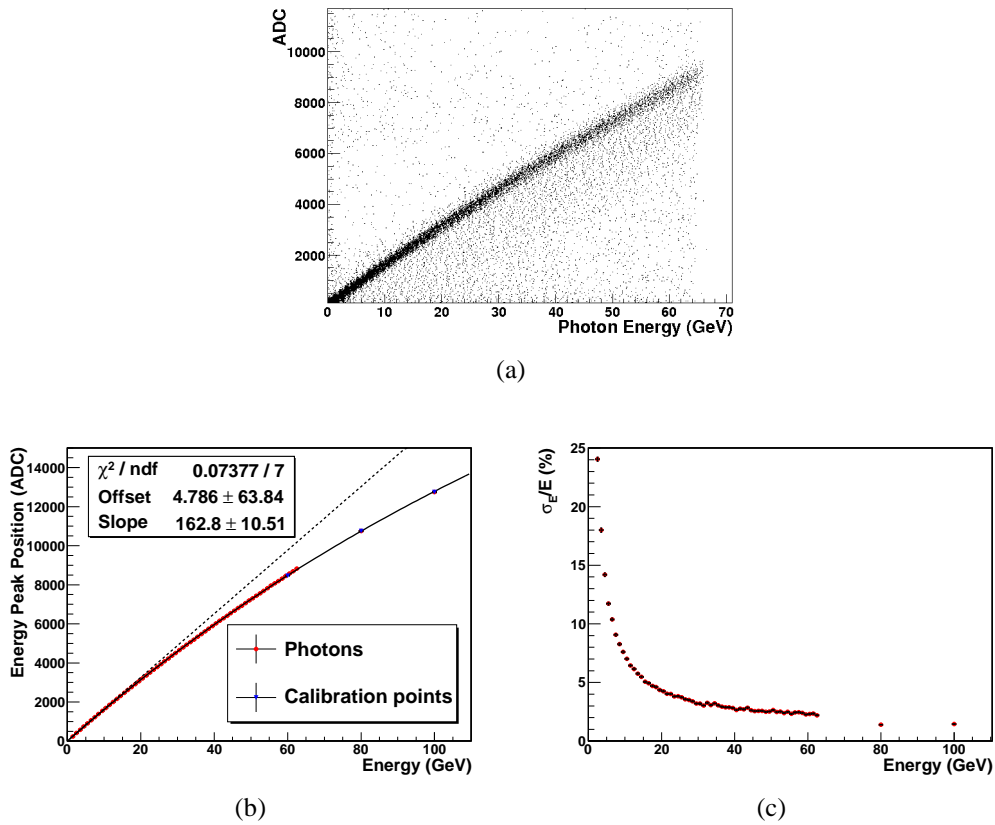 ADC
10000
8000
6000
4000
2000
0 10 20 30 40 50 60 70
Photon Energy (GeV)
(a)
Energy Peak Position (ADC)
14000
12000
10000
8000
6000
4000
2000
0
χ² / ndf 0.07377 / 7
Offset 4.786 ± 63.84
Slope 162.8 ± 10.51
Photons
Calibration points
0 20 40 60 80 100
Energy (GeV)
(b)
σE/E (%)
25
20
15
10
5
0
0 20 40 60 80 100
Energy (GeV)
(c)